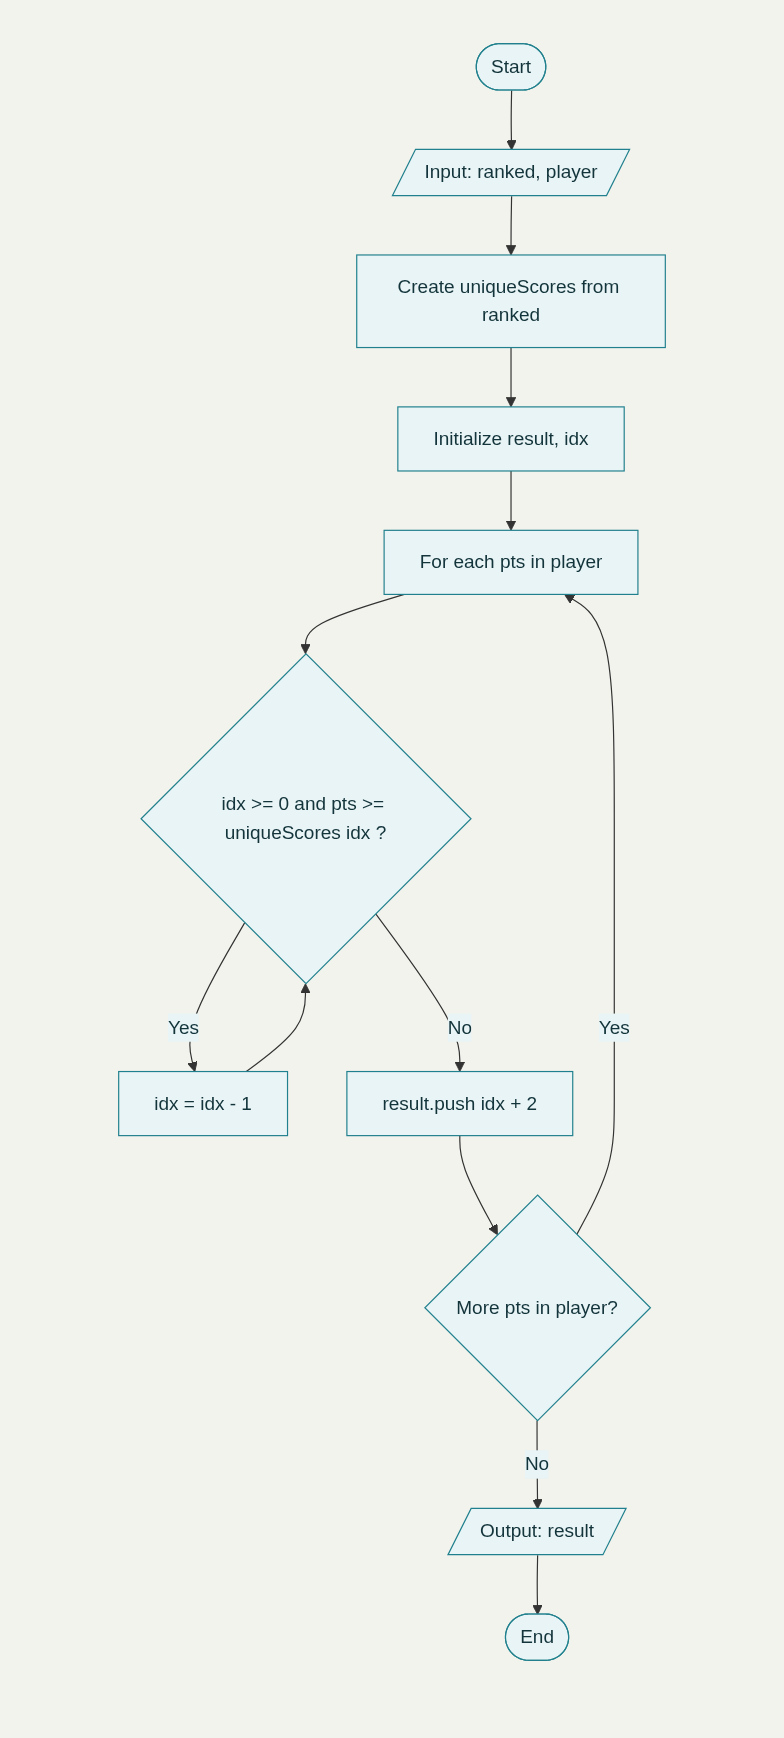 Start
Input: ranked, player
Create uniqueScores from
ranked
Initialize result, idx
For each pts in player
idx >= 0 and pts >=
uniqueScores idx ?
Yes
No
Yes
idx = idx - 1
result.push idx + 2
More pts in player?
No
Output: result
End